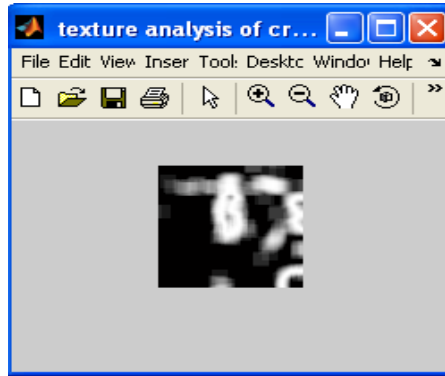 texture analysis of cr...
File Edit View Inser Tool: Desktc Windo Help